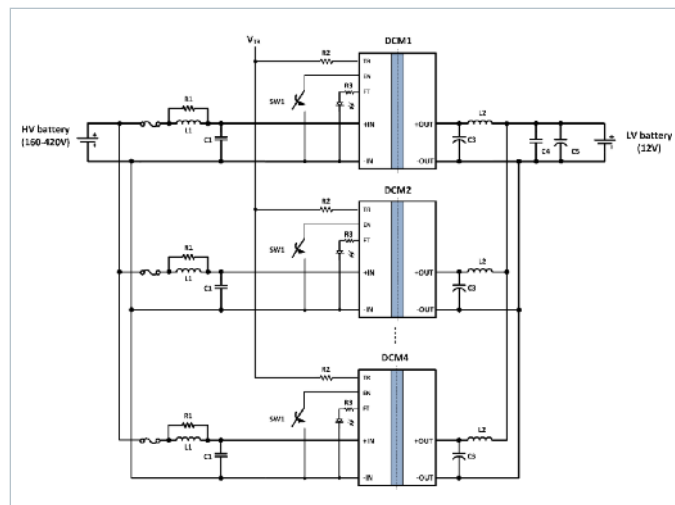 V_TR
DCM1
R2
TR
EN
R3
FT
SW1
R1
L1
C1
HV battery
(160-420V)
+IN
-IN
+OUT
-OUT
L2
C3
C4
C5
LV battery
(12V)
DCM2
R2
TR
EN
R3
FT
SW1
R1
L1
C1
+IN
-IN
+OUT
-OUT
L2
C3
DCM4
R2
TR
EN
R3
FT
SW1
R1
L1
C1
+IN
-IN
+OUT
-OUT
L2
C3